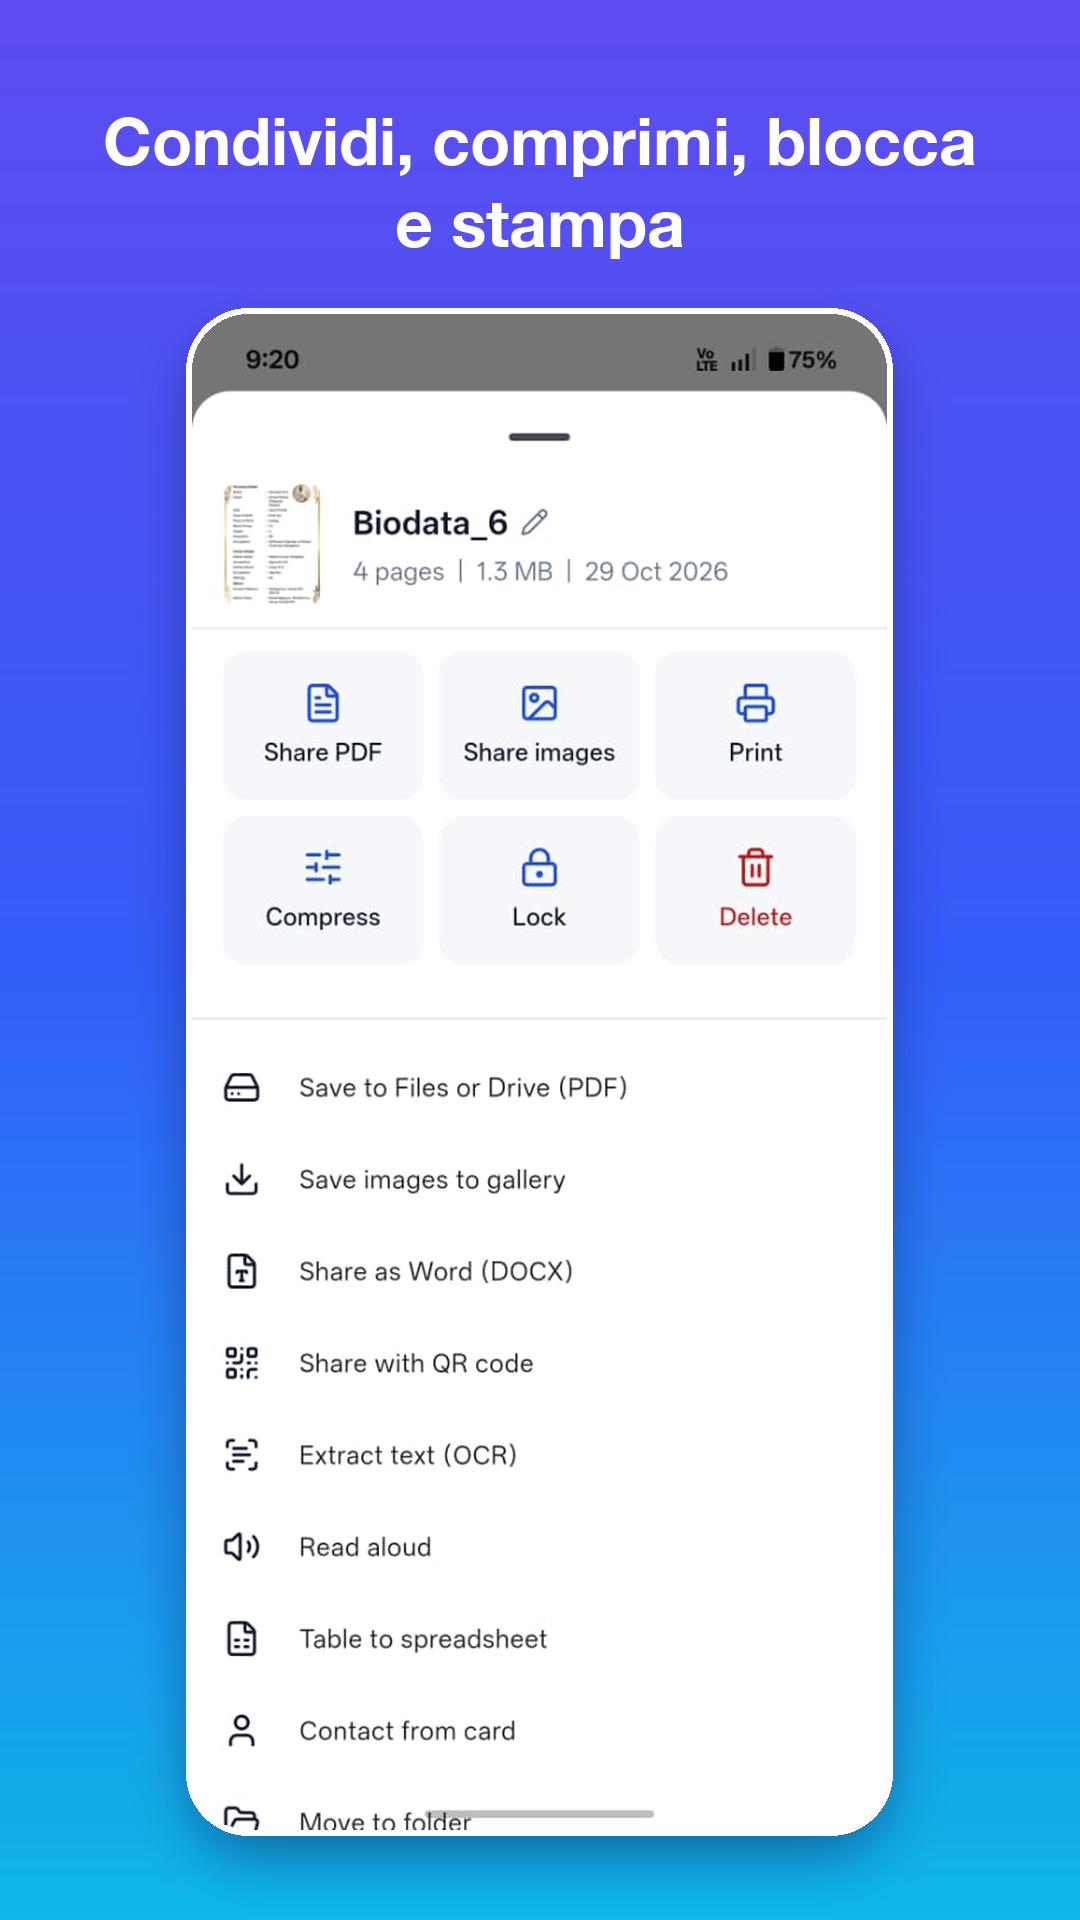 Condividi, comprimi, blocca
e stampa
9:20
Vo LTE 75%
Biodata_6
4 pages | 1.3 MB | 29 Oct 2026
Share PDF
Share images
Print
Compress
Lock
Delete
Save to Files or Drive (PDF)
Save images to gallery
Share as Word (DOCX)
Share with QR code
Extract text (OCR)
Read aloud
Table to spreadsheet
Contact from card
Move to folder